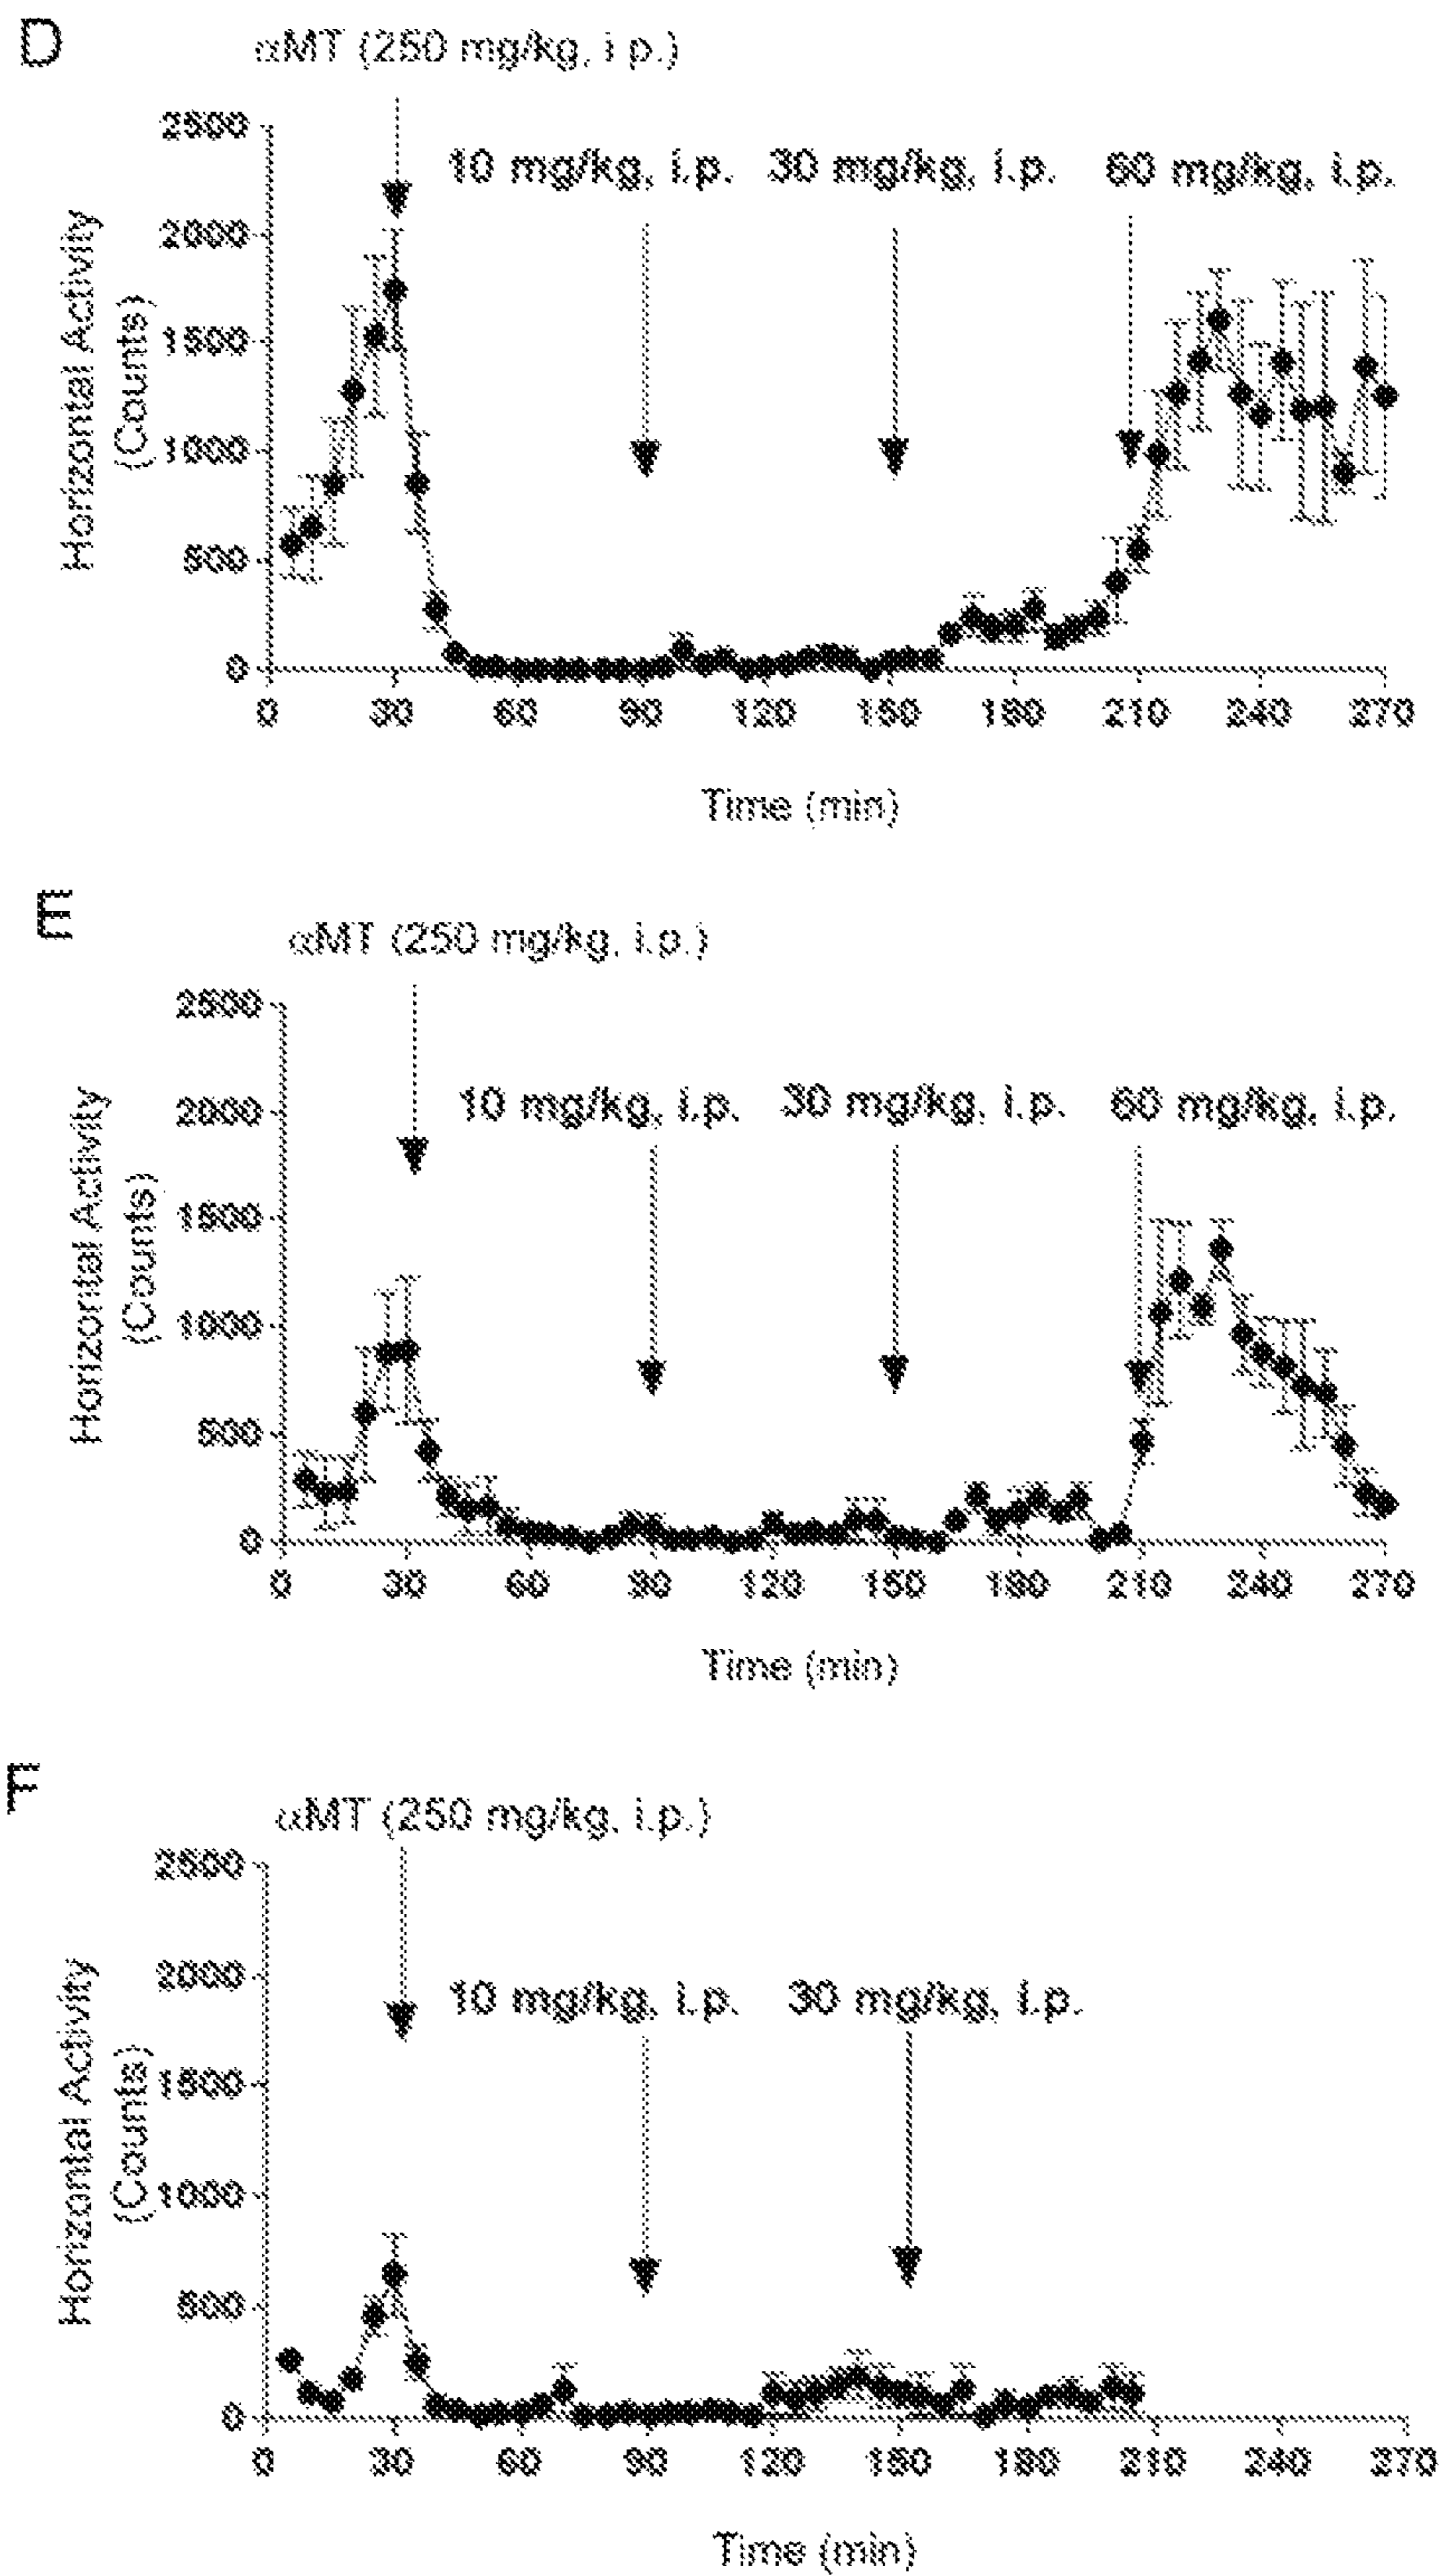 D
αMT (250 mg/kg, i.p.)
10 mg/kg, i.p. 30 mg/kg, i.p. 60 mg/kg, i.p.
Horizontal Activity
(Counts)
2500
2000
1500
1000
500
0
0 30 60 90 120 150 180 210 240 270
Time (min)
E
αMT (250 mg/kg, i.p.)
10 mg/kg, i.p. 30 mg/kg, i.p. 60 mg/kg, i.p.
Horizontal Activity
(Counts)
2500
2000
1500
1000
500
0
0 30 60 90 120 150 180 210 240 270
Time (min)
F
αMT (250 mg/kg, i.p.)
10 mg/kg, i.p. 30 mg/kg, i.p.
Horizontal Activity
(Counts)
2500
2000
1500
1000
500
0
0 30 60 90 120 150 180 210 240 270
Time (min)